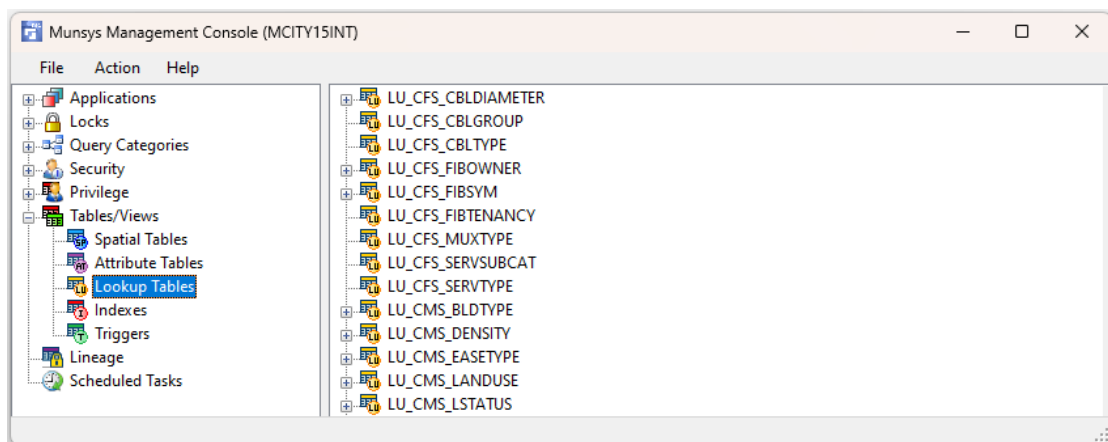 Munsys Management Console (MCITY15INT)
File Action Help
Applications
Locks
Query Categories
Security
Privilege
Tables/Views
Spatial Tables
Attribute Tables
Lookup Tables
Indexes
Triggers
Lineage
Scheduled Tasks
LU_CFS_CBLDIAMETER
LU_CFS_CBLGROUP
LU_CFS_CBLTYPE
LU_CFS_FIBOWNER
LU_CFS_FIBSYM
LU_CFS_FIBTENANCY
LU_CFS_MUXTYPE
LU_CFS_SERVSUBCAT
LU_CFS_SERVTYPE
LU_CMS_BLDTYPE
LU_CMS_DENSITY
LU_CMS_EASETYPE
LU_CMS_LANDUSE
LU_CMS_LSTATUS